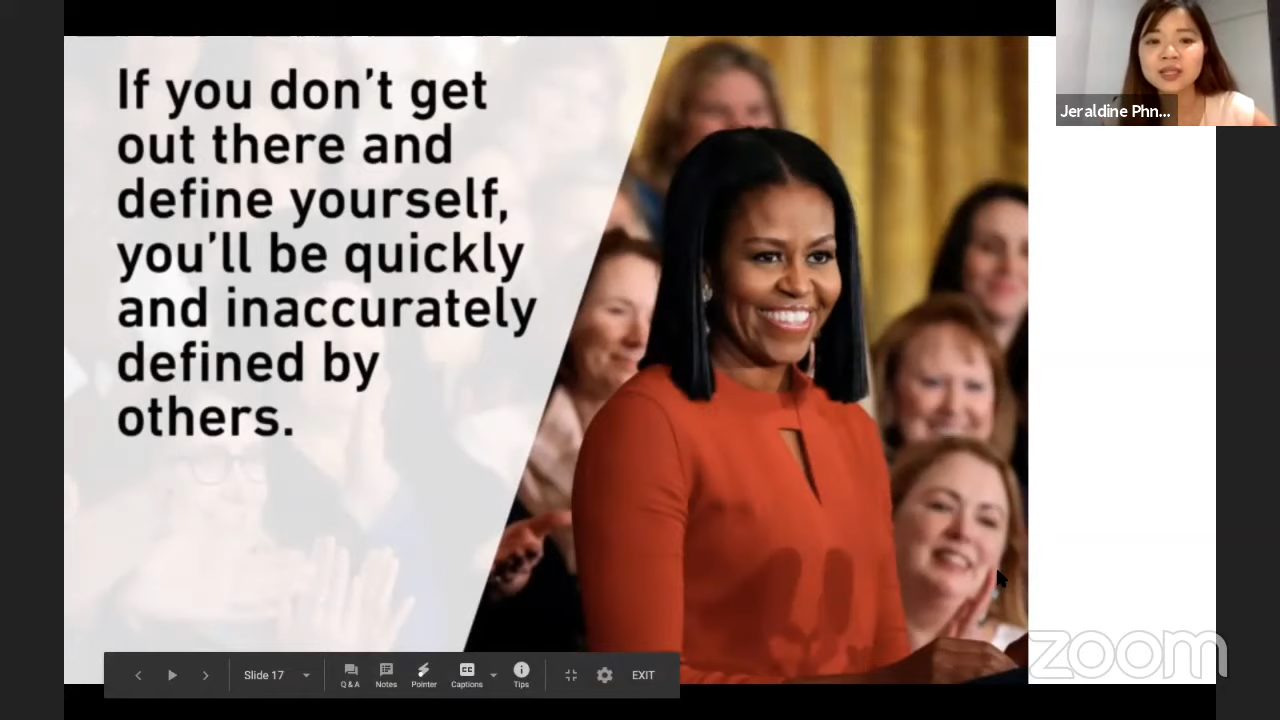 If you don’t get
out there and
define yourself,
you’ll be quickly
and inaccurately
defined by
others.
Jeraldine Phn...
Slide 17
Q & A
Notes
Pointer
CC
Captions
Tips
EXIT
zoom